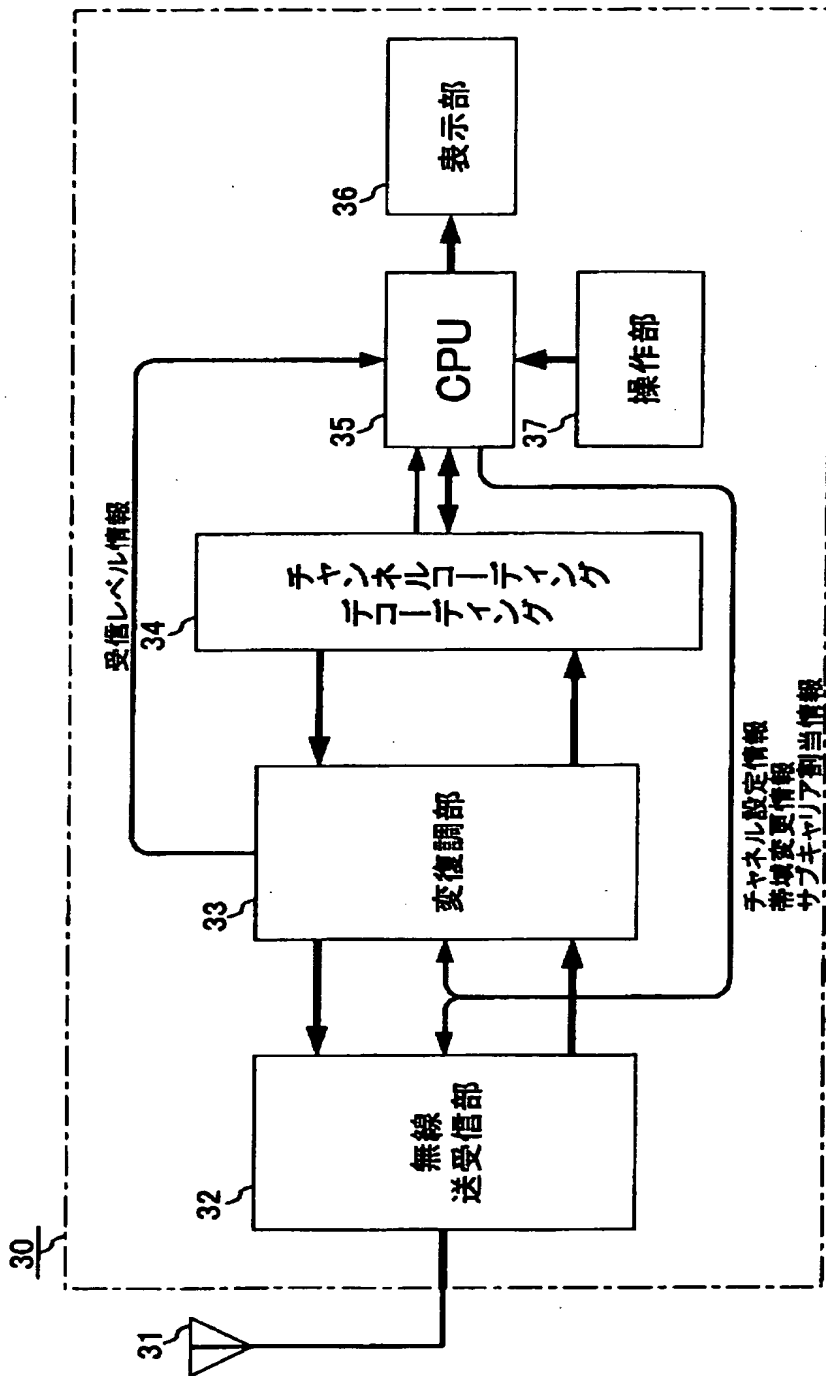 30
31
32
無線
送受信部
33
変復調部
受信レベル情報
34
チャンネルコーディング
デコーディング
35
CPU
36
表示部
37
操作部
チャネル設定情報
帯域変更情報
サブキャリア割当情報